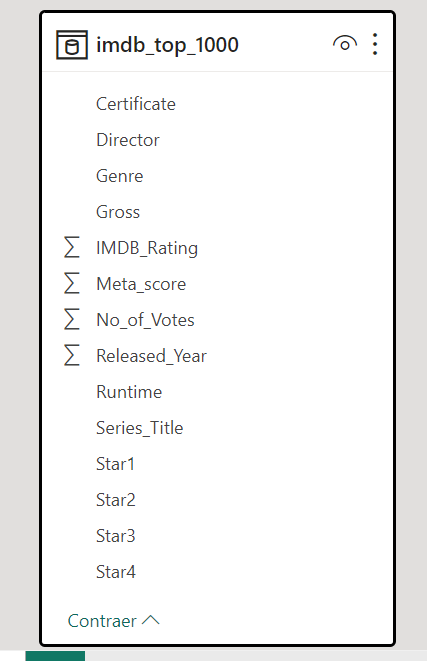 imdb_top_1000
Certificate
Director
Genre
Gross
IMDB_Rating
Meta_score
No_of_Votes
Released_Year
Runtime
Series_Title
Star1
Star2
Star3
Star4
Contraer